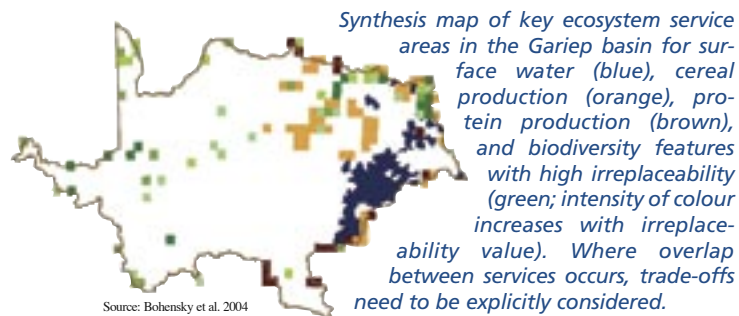 Synthesis map of key ecosystem service
areas in the Gariep basin for sur-
face water (blue), cereal
production (orange), pro-
tein production (brown),
and biodiversity features
with high irreplaceability
(green; intensity of colour
increases with irreplace-
ability value). Where overlap
between services occurs, trade-offs
need to be explicitly considered.
Source: Bohensky et al. 2004